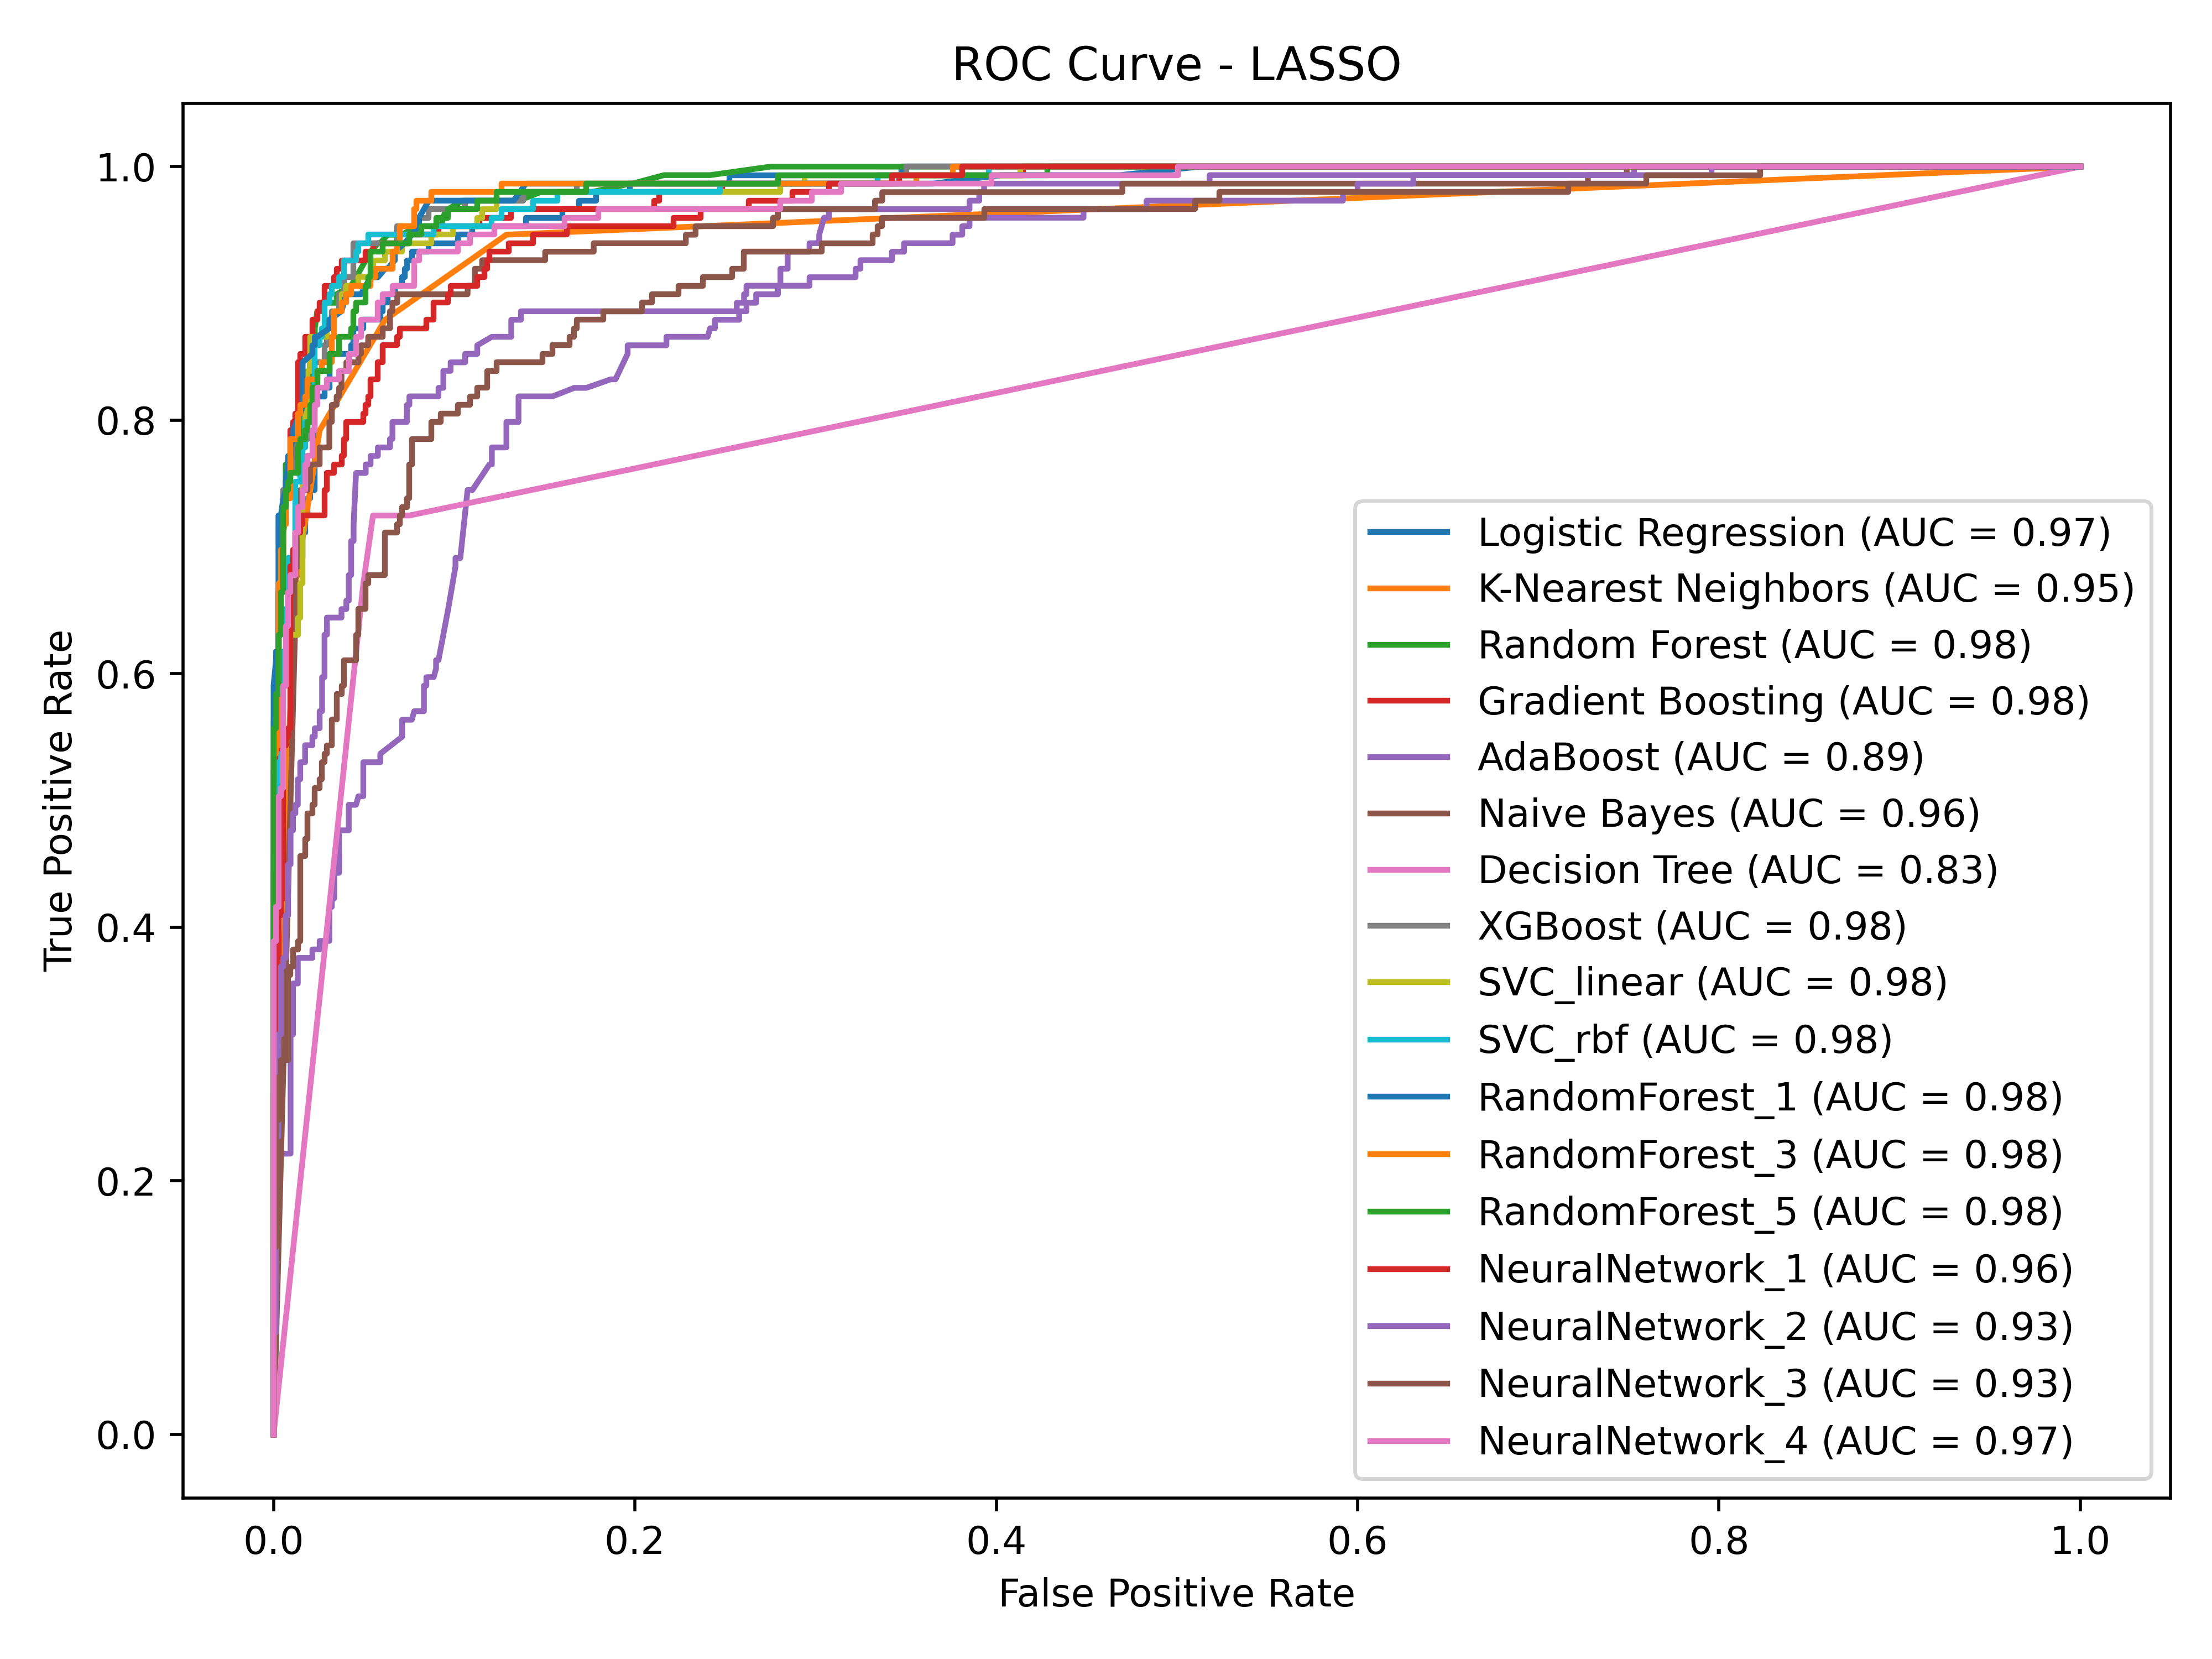 ROC Curve - LASSO
True Positive Rate
1.0
0.8
0.6
0.4
0.2
0.0
Logistic Regression (AUC = 0.97)
K-Nearest Neighbors (AUC = 0.95)
Random Forest (AUC = 0.98)
Gradient Boosting (AUC = 0.98)
AdaBoost (AUC = 0.89)
Naive Bayes (AUC = 0.96)
Decision Tree (AUC = 0.83)
XGBoost (AUC = 0.98)
SVC_linear (AUC = 0.98)
SVC_rbf (AUC = 0.98)
RandomForest_1 (AUC = 0.98)
RandomForest_3 (AUC = 0.98)
RandomForest_5 (AUC = 0.98)
NeuralNetwork_1 (AUC = 0.96)
NeuralNetwork_2 (AUC = 0.93)
NeuralNetwork_3 (AUC = 0.93)
NeuralNetwork_4 (AUC = 0.97)
0.0 0.2 0.4 0.6 0.8 1.0
False Positive Rate